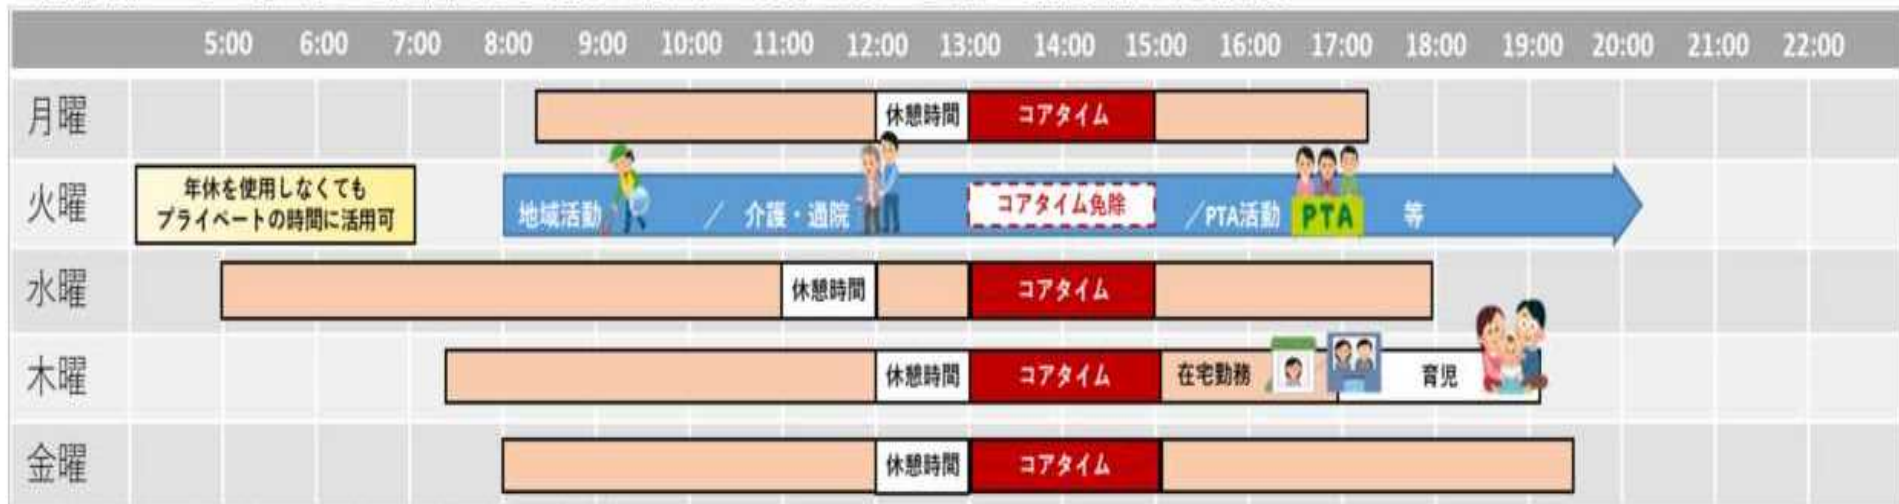 5:00 6:00 7:00 8:00 9:00 10:00 11:00 12:00 13:00 14:00 15:00 16:00 17:00 18:00 19:00 20:00 21:00 22:00
月曜
休憩時間 コアタイム
火曜
年休を使用しなくても
プライベートの時間に活用可
地域活動 / 介護・通院 コアタイム免除 /PTA活動 PTA 等
水曜
休憩時間 コアタイム
木曜
休憩時間 コアタイム 在宅勤務 育児
金曜
休憩時間 コアタイム